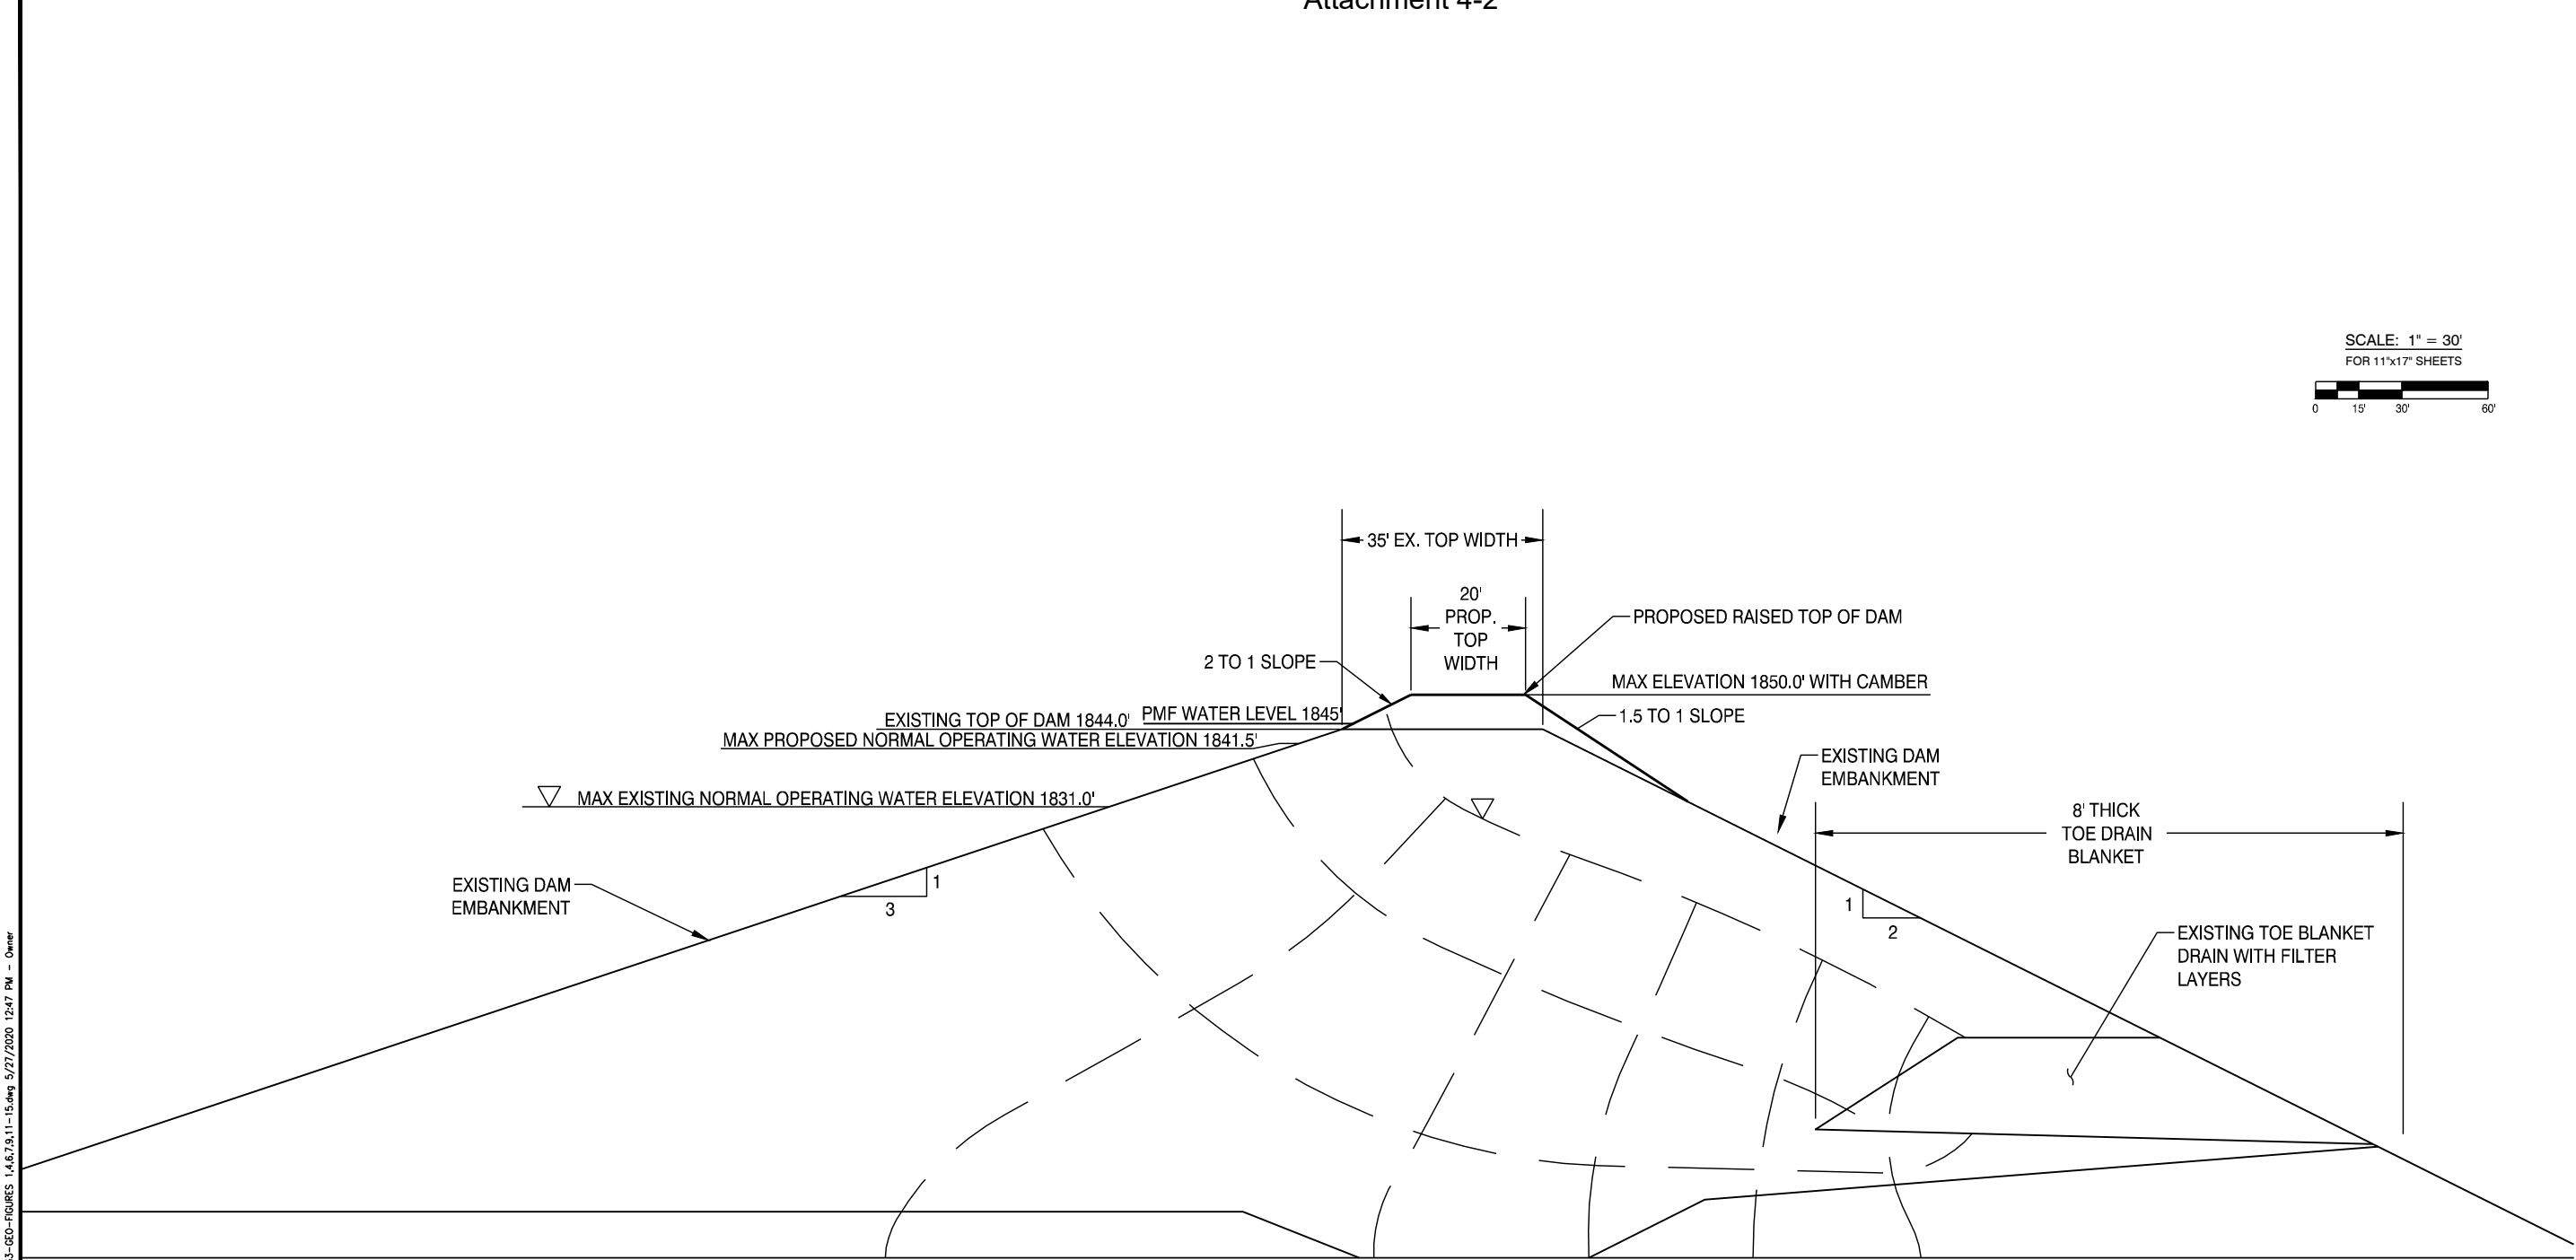 Attachment 4-2
SCALE: 1" = 30'
FOR 11"x17" SHEETS
0 15' 30' 60'
35' EX. TOP WIDTH
20'
PROP.
TOP
WIDTH
PROPOSED RAISED TOP OF DAM
2 TO 1 SLOPE
MAX ELEVATION 1850.0' WITH CAMBER
EXISTING TOP OF DAM 1844.0'
PMF WATER LEVEL 1845'
1.5 TO 1 SLOPE
MAX PROPOSED NORMAL OPERATING WATER ELEVATION 1841.5'
EXISTING DAM
EMBANKMENT
MAX EXISTING NORMAL OPERATING WATER ELEVATION 1831.0'
8' THICK
TOE DRAIN
BLANKET
EXISTING DAM
EMBANKMENT
1
3
1
2
EXISTING TOE BLANKET
DRAIN WITH FILTER
LAYERS
3-GEO-FIGURES 1,4,6,7,9,11-15.dwg 5/27/2020 12:47 PM - Owner